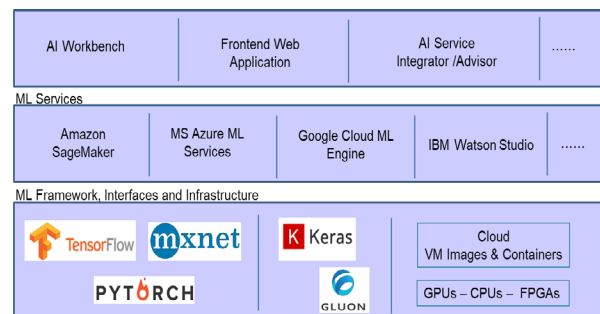 AI Workbench
Frontend Web
Application
AI Service
Integrator /Advisor
......
ML Services
Amazon
SageMaker
MS Azure ML
Services
Google Cloud ML
Engine
IBM Watson Studio
......
ML Framework, Interfaces and Infrastructure
TensorFlow
mxnet
K Keras
Cloud
VM Images & Containers
PYTORCH
GLUON
GPUs – CPUs – FPGAs